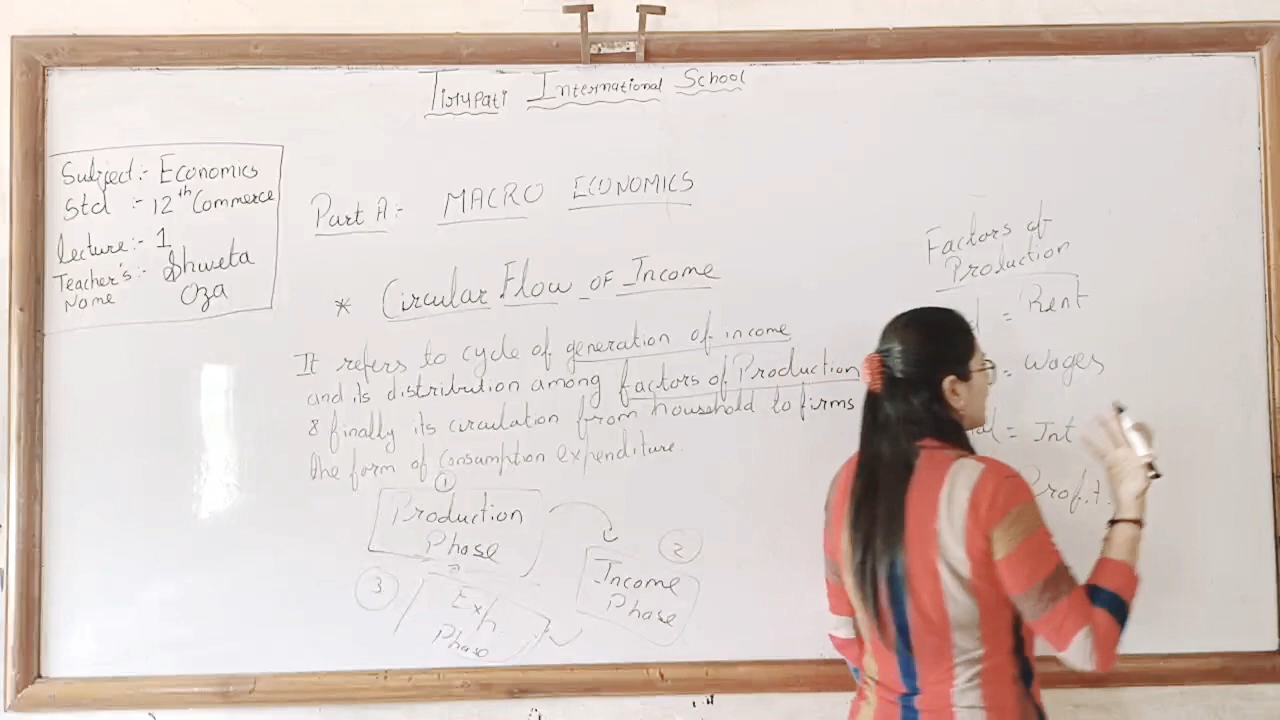 Tirupati International School
Subject:- Economics
Std :- 12th Commerce
Lecture:- 1
Teacher's:- Shweta
Name Oza
Part A:- MACRO ECONOMICS
* Circular Flow OF Income
It refers to cycle of generation of income
and its distribution among factors of Production
& finally its circulation from household to firms
the form of consumption expenditure.
①
Production
Phase
②
Income
Phase
③
Exp
Phase
Factors of
Production
= Rent
= Wages
= Int
Profit.